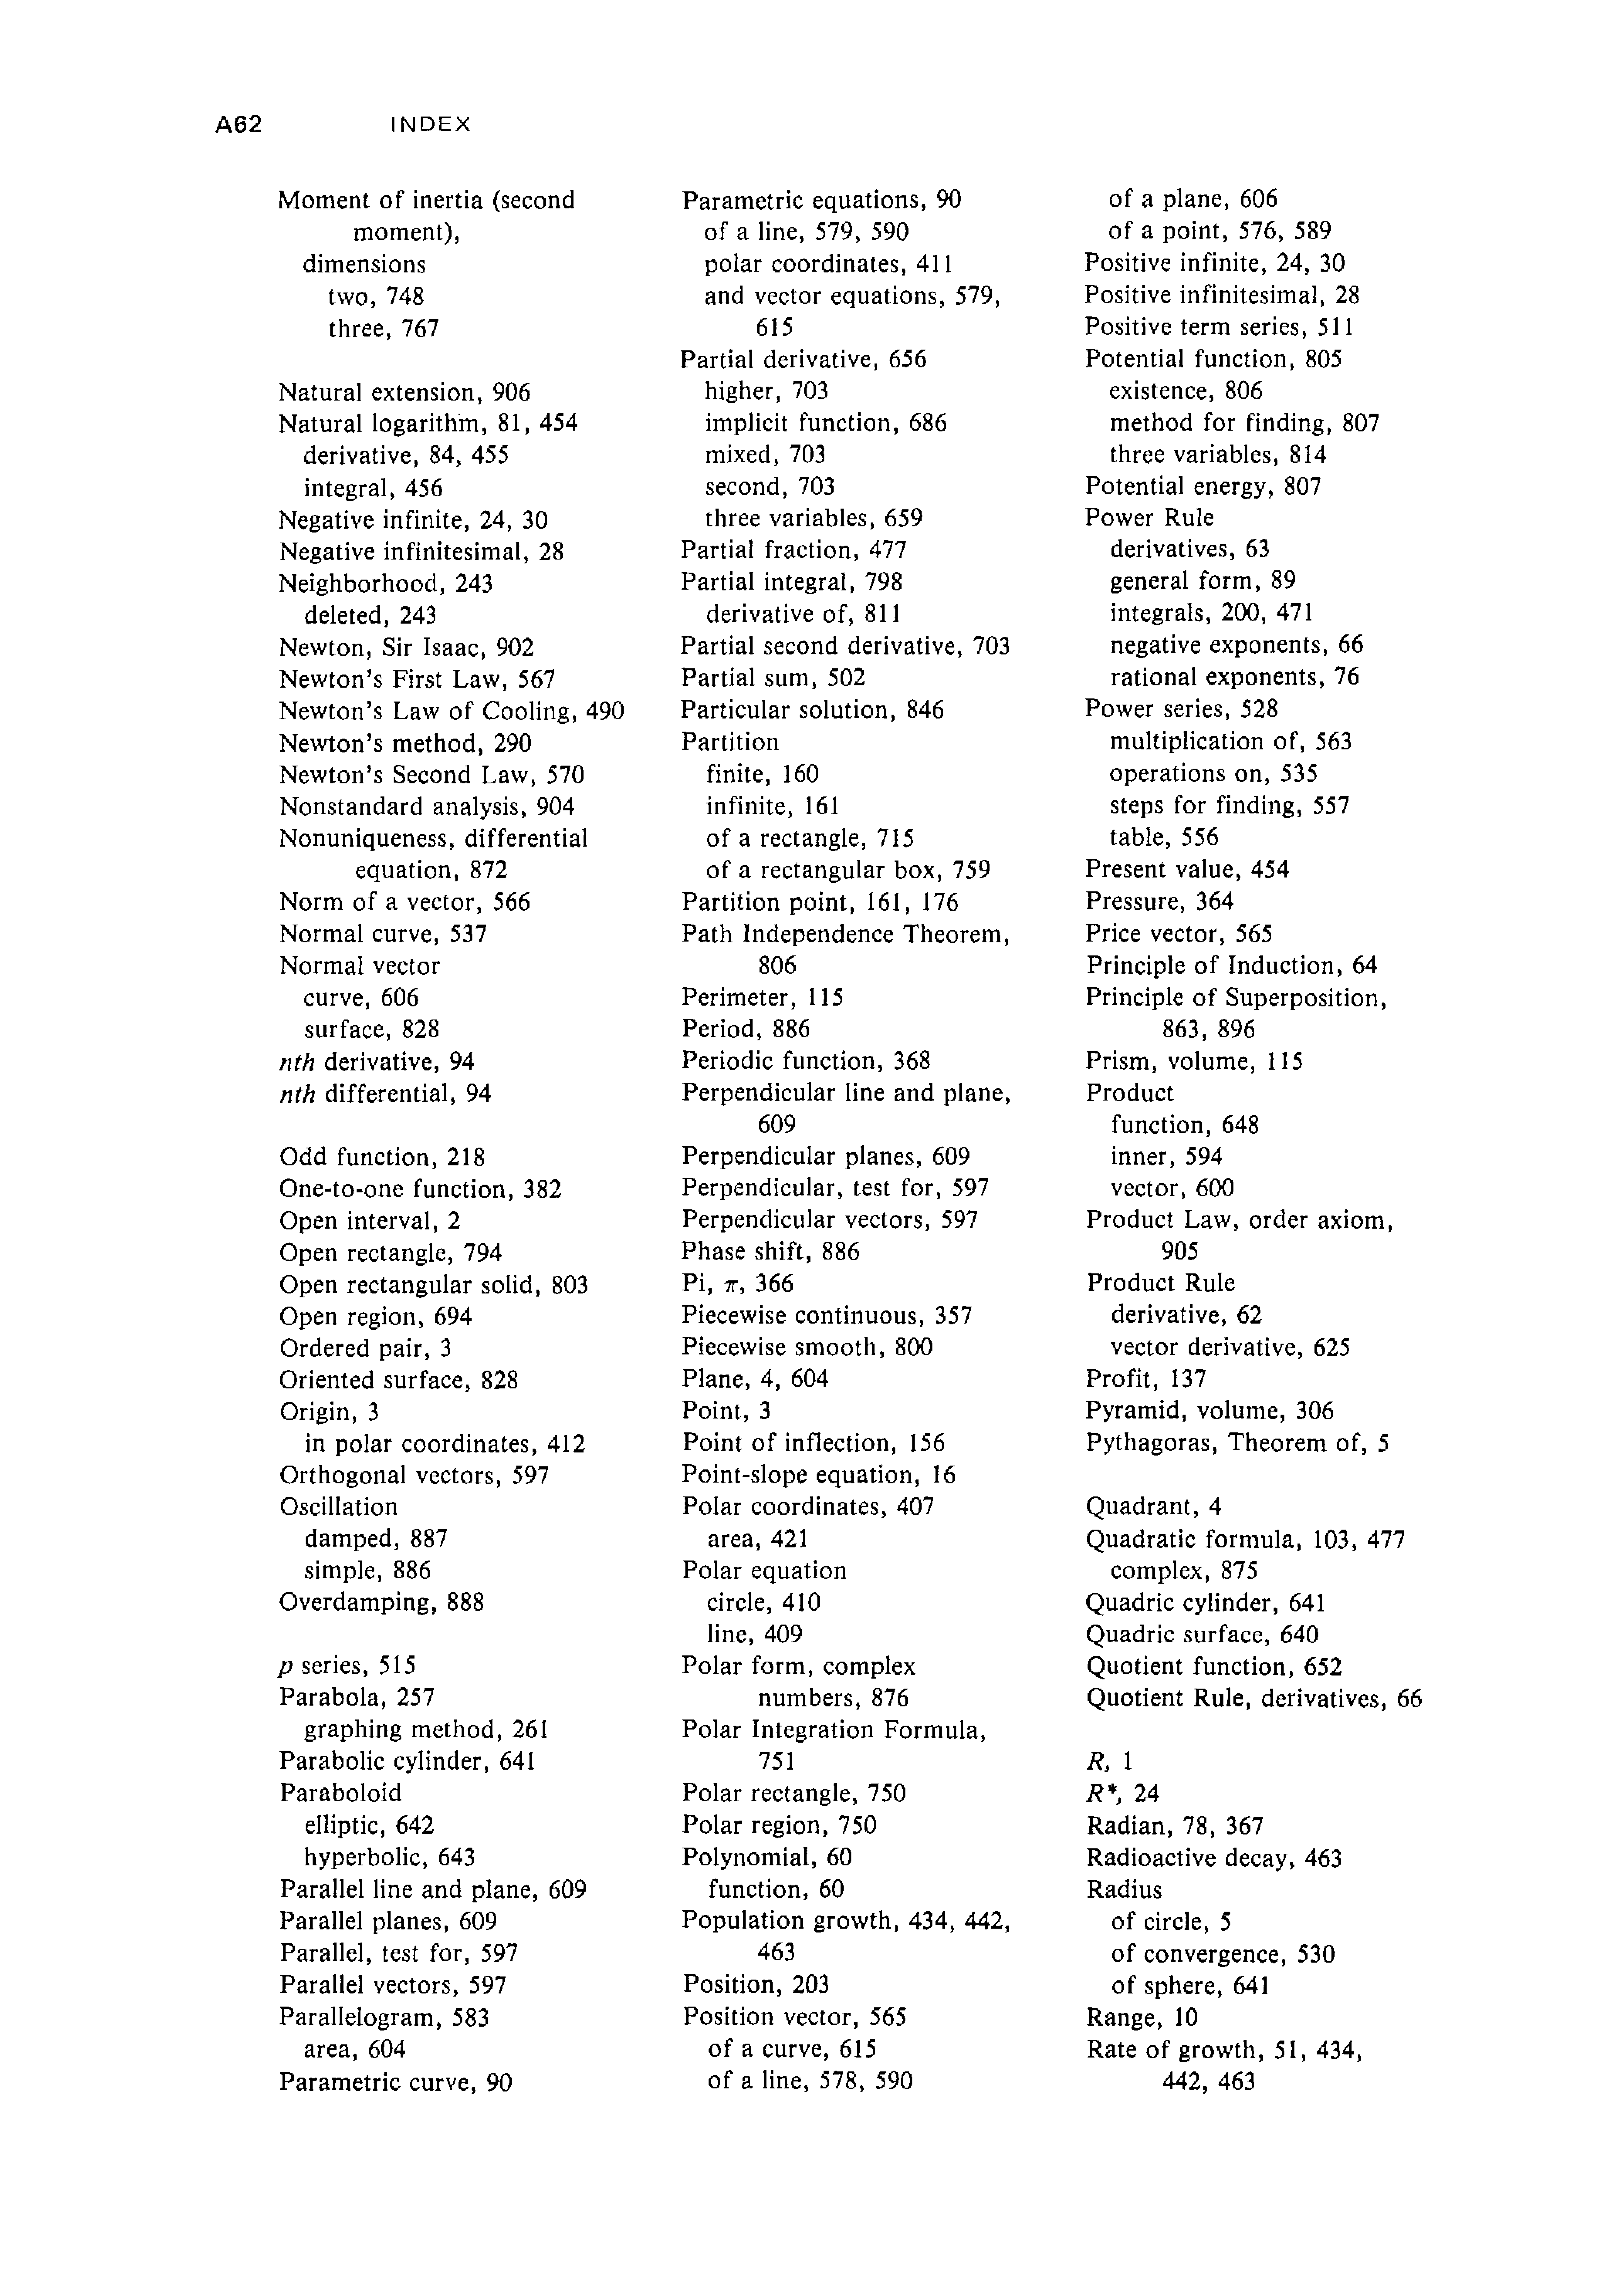 A62 INDEX
Moment of inertia (second
moment),
dimensions
two, 748
three, 767
Natural extension, 906
Natural logarithm, 81, 454
derivative, 84, 455
integral, 456
Negative infinite, 24, 30
Negative infinitesimal, 28
Neighborhood, 243
deleted, 243
Newton, Sir Isaac, 902
Newton's First Law, 567
Newton's Law of Cooling, 490
Newton's method, 290
Newton's Second Law, 570
Nonstandard analysis, 904
Nonuniqueness, differential
equation, 872
Norm of a vector, 566
Normal curve, 537
Normal vector
curve, 606
surface, 828
nth derivative, 94
nth differential, 94
Odd function, 218
One-to-one function, 382
Open interval, 2
Open rectangle, 794
Open rectangular solid, 803
Open region, 694
Ordered pair, 3
Oriented surface, 828
Origin, 3
in polar coordinates, 412
Orthogonal vectors, 597
Oscillation
damped, 887
simple, 886
Overdamping, 888
p series, 515
Parabola, 257
graphing method, 261
Parabolic cylinder, 641
Paraboloid
elliptic, 642
hyperbolic, 643
Parallel line and plane, 609
Parallel planes, 609
Parallel, test for, 597
Parallel vectors, 597
Parallelogram, 583
area, 604
Parametric curve, 90
Parametric equations, 90
of a line, 579, 590
polar coordinates, 411
and vector equations, 579,
615
Partial derivative, 656
higher, 703
implicit function, 686
mixed, 703
second, 703
three variables, 659
Partial fraction, 477
Partial integral, 798
derivative of, 811
Partial second derivative, 703
Partial sum, 502
Particular solution, 846
Partition
finite, 160
infinite, 161
of a rectangle, 715
of a rectangular box, 759
Partition point, 161, 176
Path Independence Theorem,
806
Perimeter, 115
Period, 886
Periodic function, 368
Perpendicular line and plane,
609
Perpendicular planes, 609
Perpendicular, test for, 597
Perpendicular vectors, 597
Phase shift, 886
Pi, π, 366
Piecewise continuous, 357
Piecewise smooth, 800
Plane, 4, 604
Point, 3
Point of inflection, 156
Point-slope equation, 16
Polar coordinates, 407
area, 421
Polar equation
circle, 410
line, 409
Polar form, complex
numbers, 876
Polar Integration Formula,
751
Polar rectangle, 750
Polar region, 750
Polynomial, 60
function, 60
Population growth, 434, 442,
463
Position, 203
Position vector, 565
of a curve, 615
of a line, 578, 590
of a plane, 606
of a point, 576, 589
Positive infinite, 24, 30
Positive infinitesimal, 28
Positive term series, 511
Potential function, 805
existence, 806
method for finding, 807
three variables, 814
Potential energy, 807
Power Rule
derivatives, 63
general form, 89
integrals, 200, 471
negative exponents, 66
rational exponents, 76
Power series, 528
multiplication of, 563
operations on, 535
steps for finding, 557
table, 556
Present value, 454
Pressure, 364
Price vector, 565
Principle of Induction, 64
Principle of Superposition,
863, 896
Prism, volume, 115
Product
function, 648
inner, 594
vector, 600
Product Law, order axiom,
905
Product Rule
derivative, 62
vector derivative, 625
Profit, 137
Pyramid, volume, 306
Pythagoras, Theorem of, 5
Quadrant, 4
Quadratic formula, 103, 477
complex, 875
Quadric cylinder, 641
Quadric surface, 640
Quotient function, 652
Quotient Rule, derivatives, 66
R, 1
R*, 24
Radian, 78, 367
Radioactive decay, 463
Radius
of circle, 5
of convergence, 530
of sphere, 641
Range, 10
Rate of growth, 51, 434,
442, 463